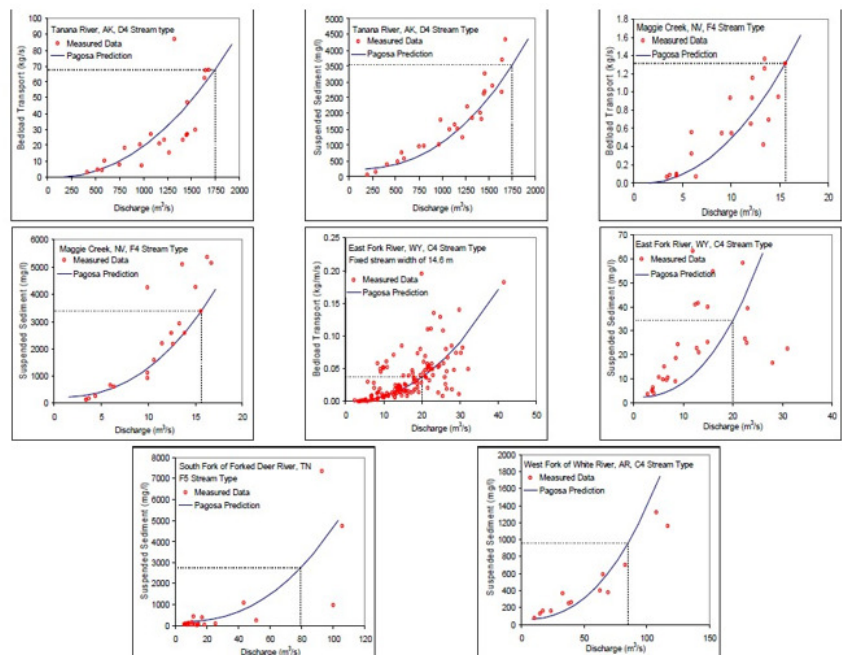 Tanana River, AK, D4 Stream type
Measured Data
Pagosa Prediction
Bedload Transport (kg/s)
100
90
80
70
60
50
40
30
20
10
0
0 250 500 750 1000 1250 1500 1750 2000
Discharge (m³/s)
Tanana River, AK, D4 Stream Type
Measured Data
Pagosa Prediction
Suspended Sediment (mg/l)
5000
4500
4000
3500
3000
2500
2000
1500
1000
500
0
0 250 500 750 1000 1250 1500 1750 2000
Discharge (m³/s)
Maggie Creek, NV, F4 Stream Type
Measured Data
Pagosa Prediction
Bedload Transport (kg/s)
1.8
1.6
1.4
1.2
1.0
0.8
0.6
0.4
0.2
0.0
0 5 10 15 20
Discharge (m³/s)
Maggie Creek, NV, F4 Stream Type
Measured Data
Pagosa Prediction
Suspended Sediment (mg/l)
6000
5000
4000
3000
2000
1000
0
0 5 10 15 20
Discharge (m³/s)
East Fork River, WY, C4 Stream Type
Fixed stream width of 14.6 m
Measured Data
Pagosa Prediction
Bedload Transport (kg/m/s)
0.25
0.20
0.15
0.10
0.05
0.00
0 10 20 30 40 50
Discharge (m³/s)
East Fork River, WY, C4 Stream Type
Measured Data
Pagosa Prediction
Suspended Sediment (mg/l)
70
60
50
40
30
20
10
0
0 10 20 30 40
Discharge (m³/s)
South Fork of Forked Deer River, TN
F5 Stream Type
Measured Data
Pagosa Prediction
Suspended Sediment (mg/l)
8000
7000
6000
5000
4000
3000
2000
1000
0
0 20 40 60 80 100 120
Discharge (m³/s)
West Fork of White River, AR, C4 Stream Type
Measured Data
Pagosa Prediction
Suspended Sediment (mg/l)
2000
1800
1600
1400
1200
1000
800
600
400
200
0
0 50 100 150
Discharge (m³/s)